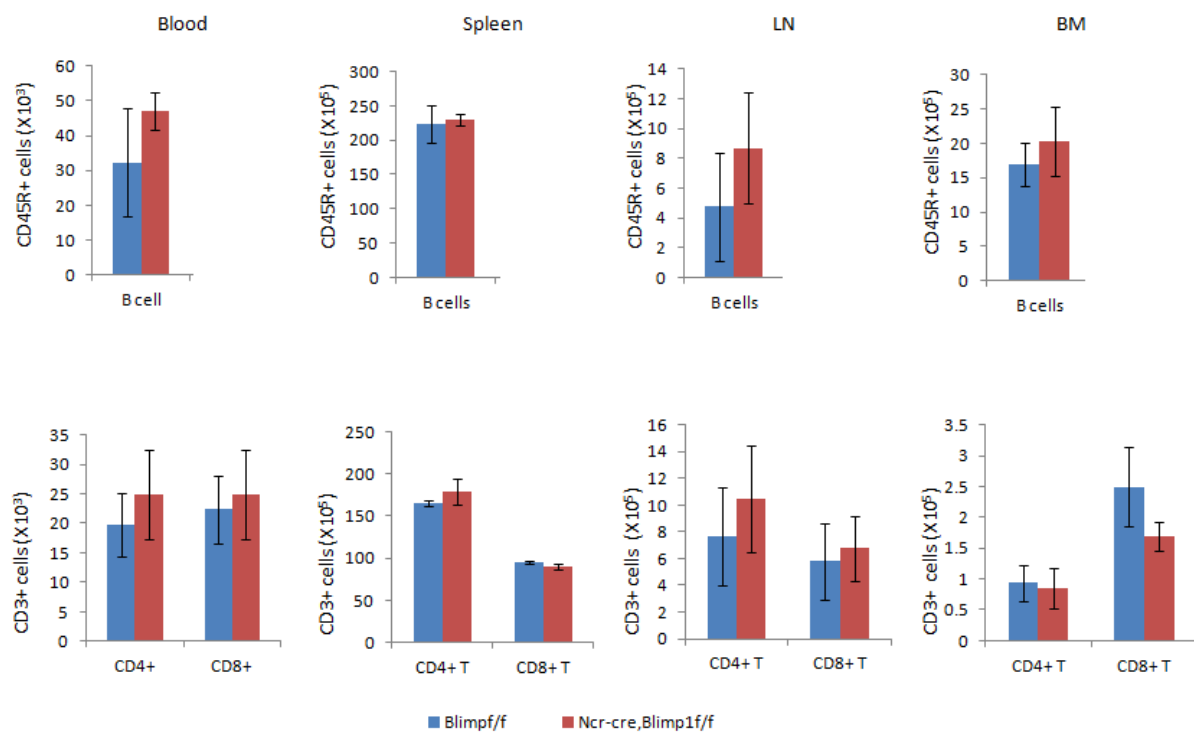 Blood
Spleen
LN
BM
CD45R+ cells (X10³)
60
50
40
30
20
10
0
B cell
CD45R+ cells (X10⁵)
300
250
200
150
100
50
0
B cells
CD45R+ cells (X10⁵)
14
12
10
8
6
4
2
0
B cells
CD45R+ cells (X10⁵)
30
25
20
15
10
5
0
B cells
CD3+ cells (X10³)
35
30
25
20
15
10
5
0
CD4+ CD8+
CD3+ cells (X10⁵)
250
200
150
100
50
0
CD4+ T CD8+ T
CD3+ cells (X10⁵)
16
14
12
10
8
6
4
2
0
CD4+ T CD8+ T
CD3+ cells (X10⁵)
3.5
3
2.5
2
1.5
1
0.5
0
CD4+ T CD8+ T
Blimpf/f
Ncr-cre,Blimp1f/f